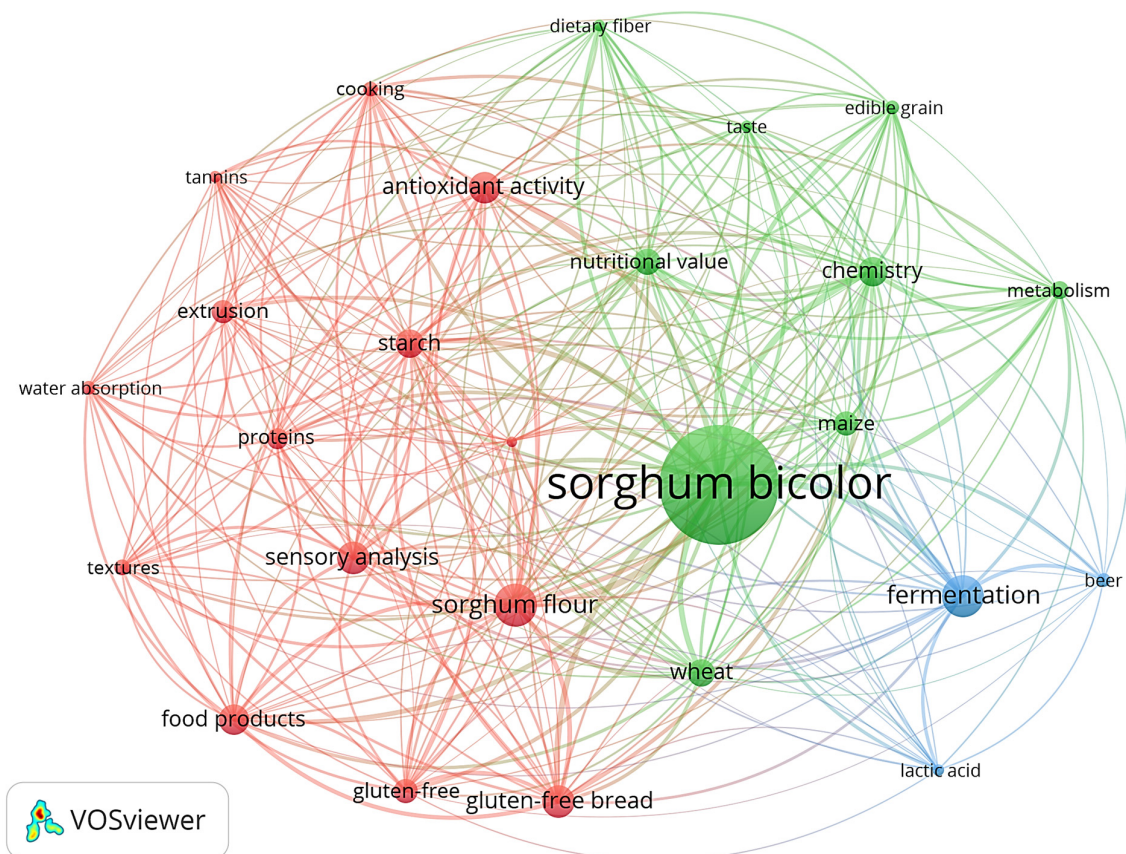 dietary fiber
cooking
edible grain
taste
tannins
antioxidant activity
nutritional value
chemistry
metabolism
extrusion
starch
water absorption
maize
proteins
sorghum bicolor
sensory analysis
textures
beer
fermentation
sorghum flour
wheat
food products
lactic acid
gluten-free
gluten-free bread
VOSviewer